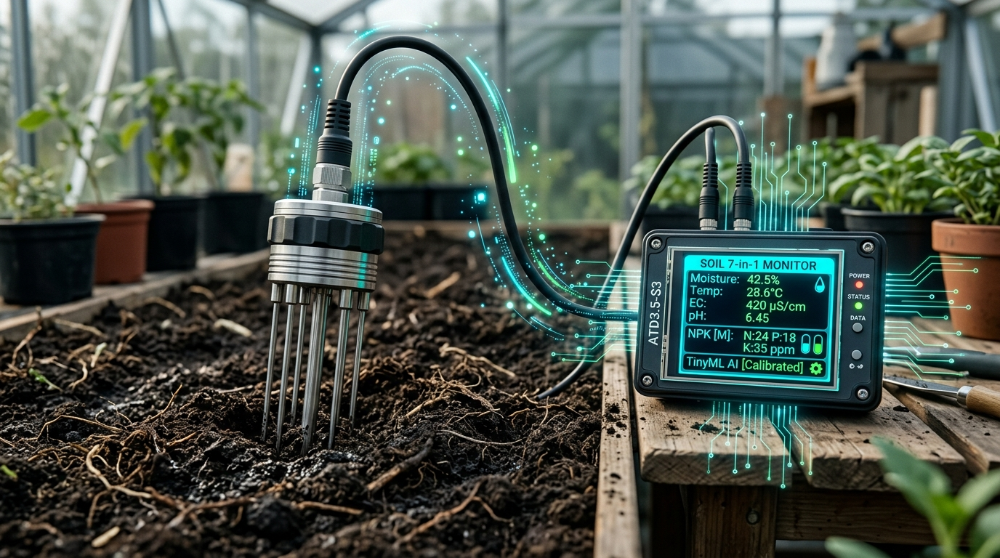 SOIL 7-in-1 MONITOR
Moisture: 42.5%
Temp: 28.6°C
EC: 420 µS/cm
pH: 6.45
NPK [M]: N:24 P:18
K:35 ppm
TinyML AI [Calibrated]
ATD3.5-S3
POWER
STATUS
DATA